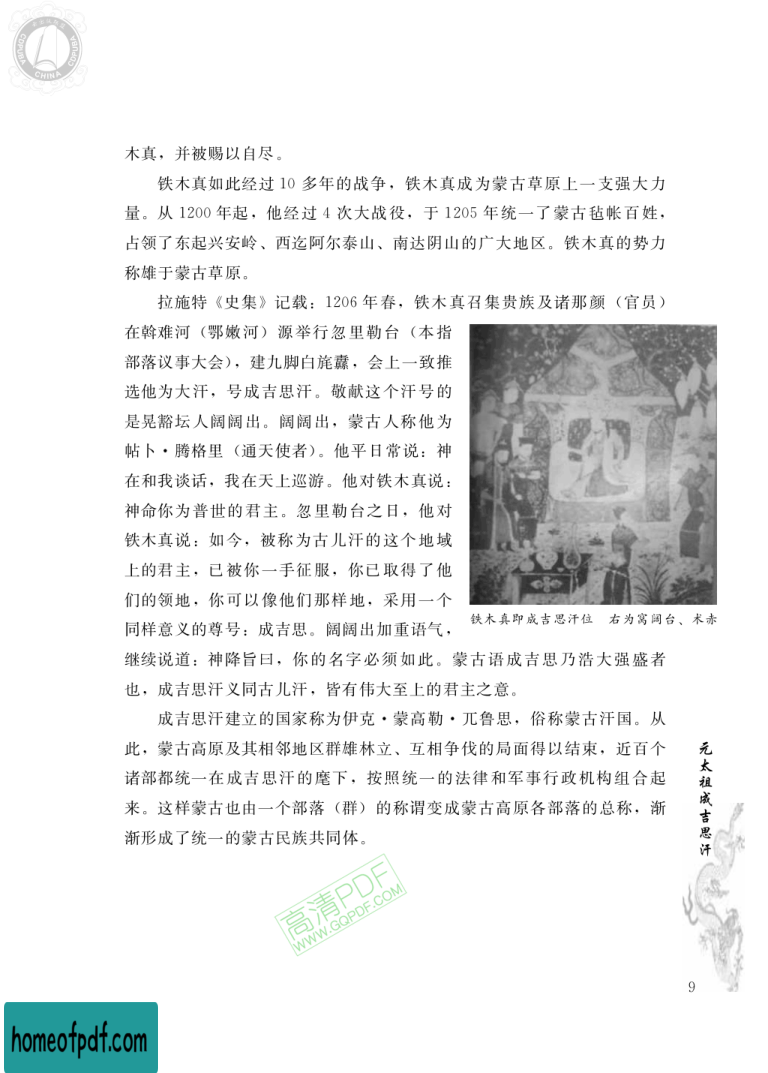 CDPUBA
CDPUBA
CHINA
木真，并被赐以自尽。
铁木真如此经过 10 多年的战争，铁木真成为蒙古草原上一支强大力
量。从 1200 年起，他经过 4 次大战役，于 1205 年统一了蒙古毡帐百姓，
占领了东起兴安岭、西迄阿尔泰山、南达阴山的广大地区。铁木真的势力
称雄于蒙古草原。
拉施特《史集》记载：1206 年春，铁木真召集贵族及诸那颜（官员）
在斡难河（鄂嫩河）源举行忽里勒台（本指
部落议事大会），建九脚白旄纛，会上一致推
选他为大汗，号成吉思汗。敬献这个汗号的
是晃豁坛人阔阔出。阔阔出，蒙古人称他为
帖卜·腾格里（通天使者）。他平日常说：神
在和我谈话，我在天上巡游。他对铁木真说：
神命你为普世的君主。忽里勒台之日，他对
铁木真说：如今，被称为古儿汗的这个地域
上的君主，已被你一手征服，你已取得了他
们的领地，你可以像他们那样地，采用一个
同样意义的尊号：成吉思。阔阔出加重语气，
铁木真即成吉思汗位　右为窝阔台、术赤
继续说道：神降旨曰，你的名字必须如此。蒙古语成吉思乃浩大强盛者
也，成吉思汗义同古儿汗，皆有伟大至上的君主之意。
成吉思汗建立的国家称为伊克·蒙高勒·兀鲁思，俗称蒙古汗国。从
此，蒙古高原及其相邻地区群雄林立、互相争伐的局面得以结束，近百个
诸部都统一在成吉思汗的麾下，按照统一的法律和军事行政机构组合起
来。这样蒙古也由一个部落（群）的称谓变成蒙古高原各部落的总称，渐
渐形成了统一的蒙古民族共同体。
元太祖成吉思汗
高清PDF
WWW.GQPDF.COM
9
homeofpdf.com